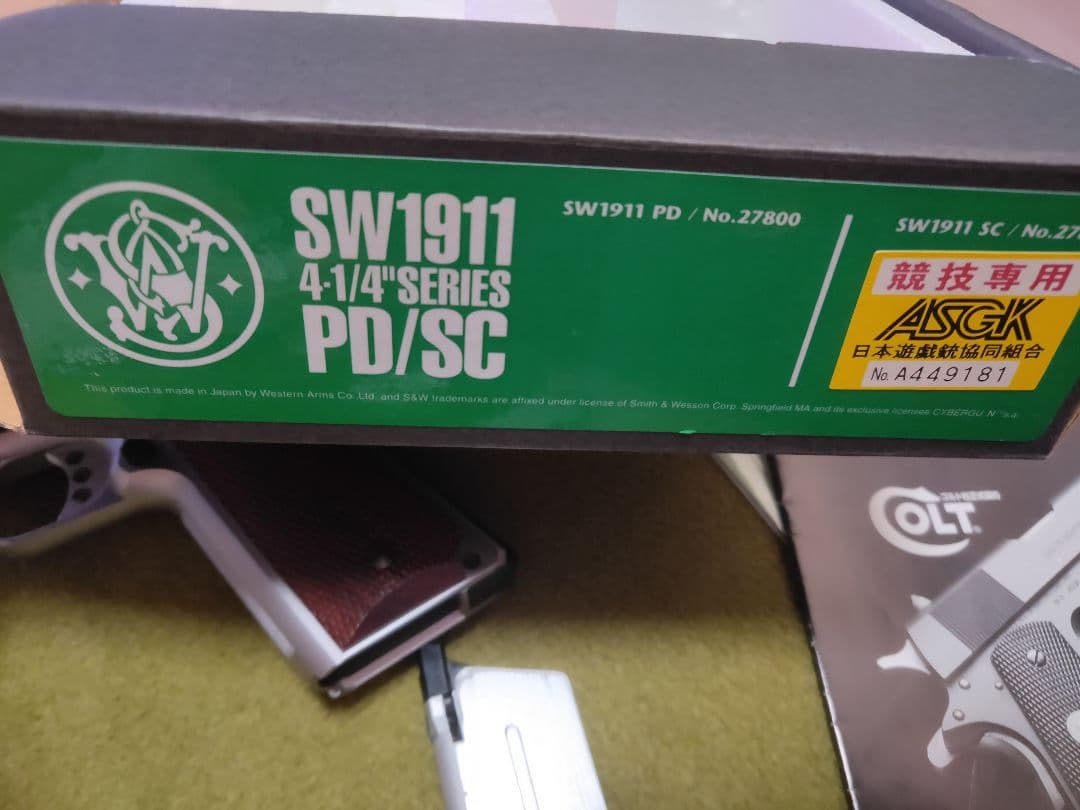 SW1911
4-1/4"SERIES
PD/SC
SW1911 PD / No.27800
SW1911 SC / No.27
競技専用
ASGK
日本遊戯銃協同組合
No. A449181
This product is made in Japan by Western Arms Co.,Ltd. and S&W trademarks are affixed under license of Smith & Wesson Corp. Springfield MA and its exclusive licenses CYBERGU
COLT